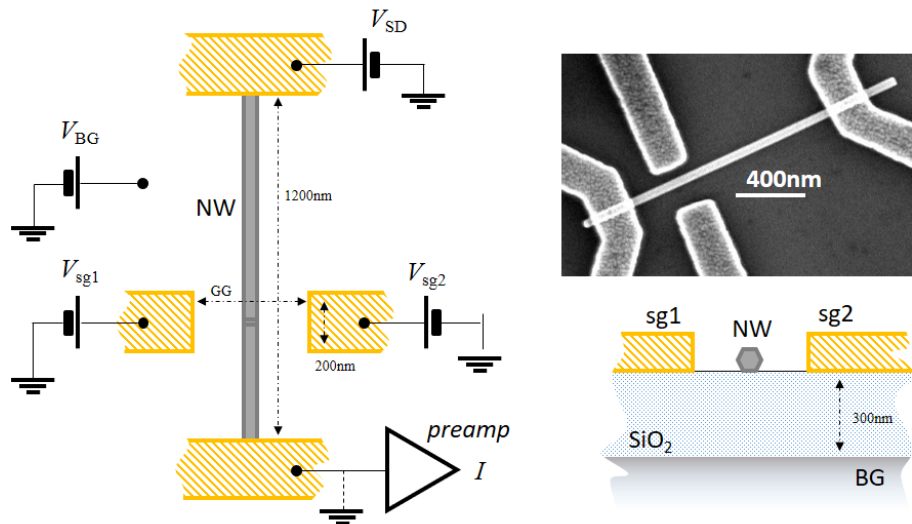 V_SD
V_BG
NW
1200nm
V_sg1
GG
V_sg2
200nm
preamp
I
400nm
sg1
NW
sg2
300nm
SiO₂
BG